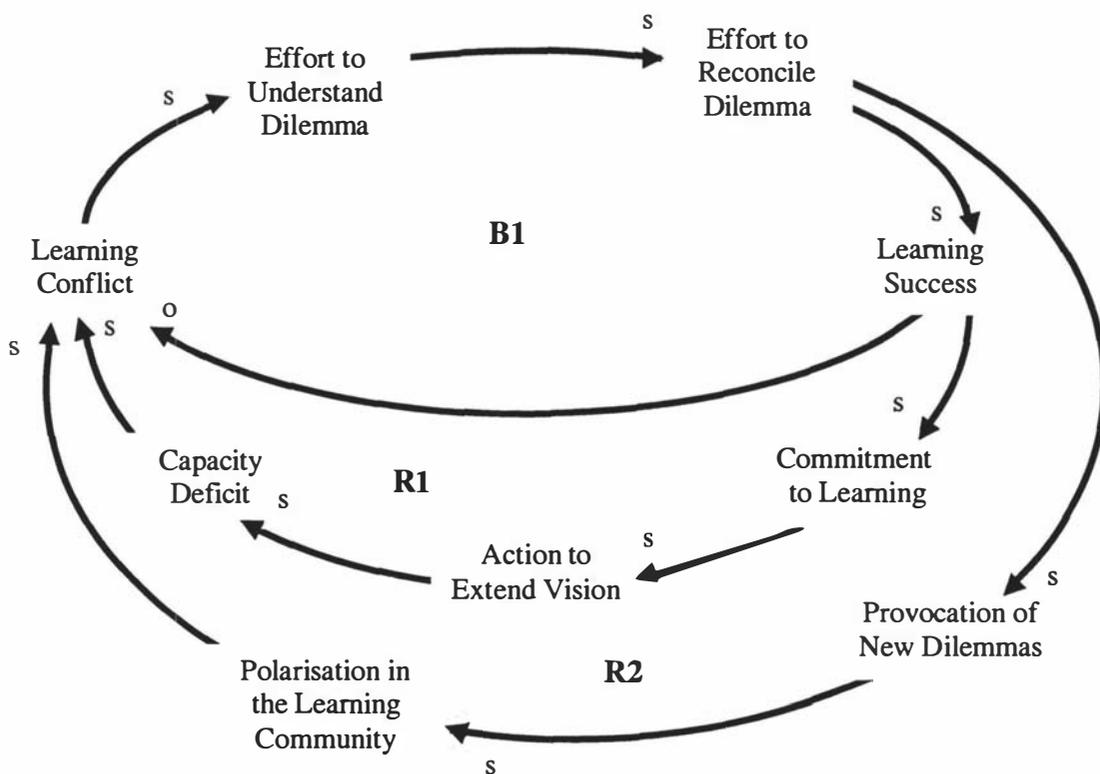 s
Effort to
Understand
Dilemma
s
Effort to
Reconcile
Dilemma
s
B1
Learning
Conflict
s
Learning
Success
o
s
s
s
Capacity
Deficit
s
R1
Commitment
to Learning
s
Action to
Extend Vision
s
Provocation of
New Dilemmas
R2
Polarisation in
the Learning
Community
s